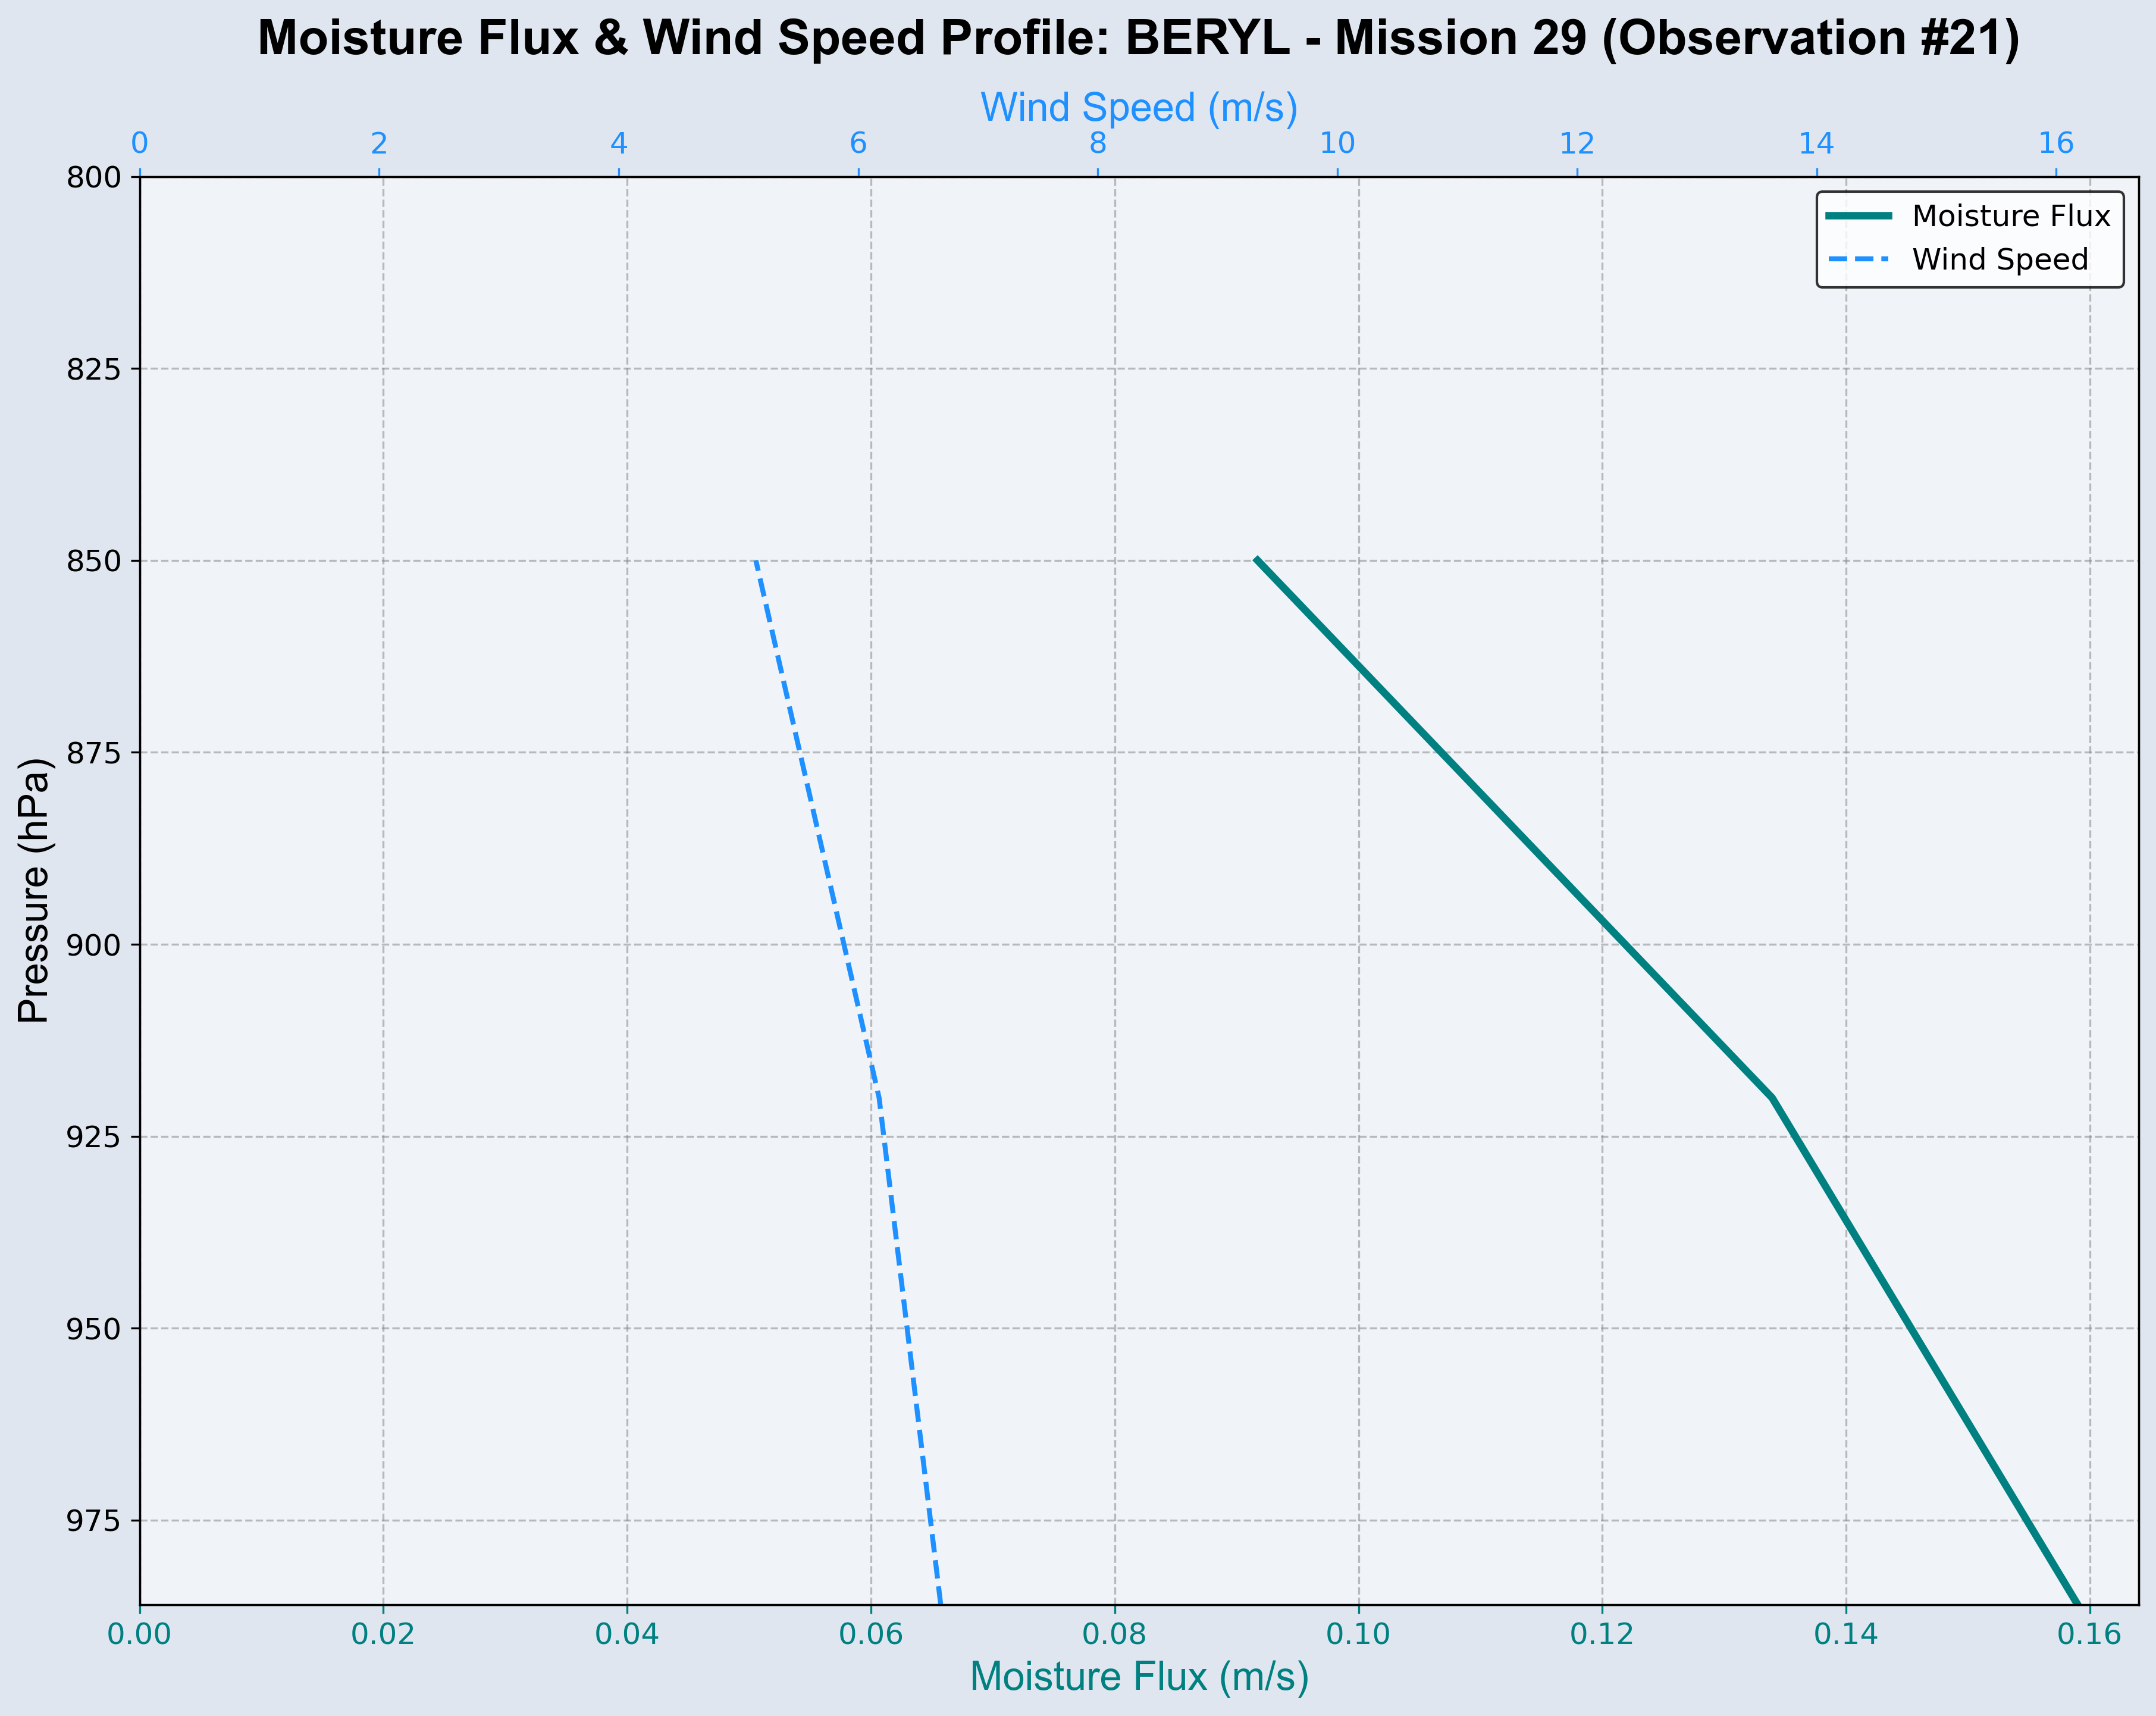 Moisture Flux & Wind Speed Profile: BERYL - Mission 29 (Observation #21)
Wind Speed (m/s)
0 2 4 6 8 10 12 14 16
Moisture Flux
Wind Speed
Pressure (hPa)
800
825
850
875
900
925
950
975
0.00 0.02 0.04 0.06 0.08 0.10 0.12 0.14 0.16
Moisture Flux (m/s)